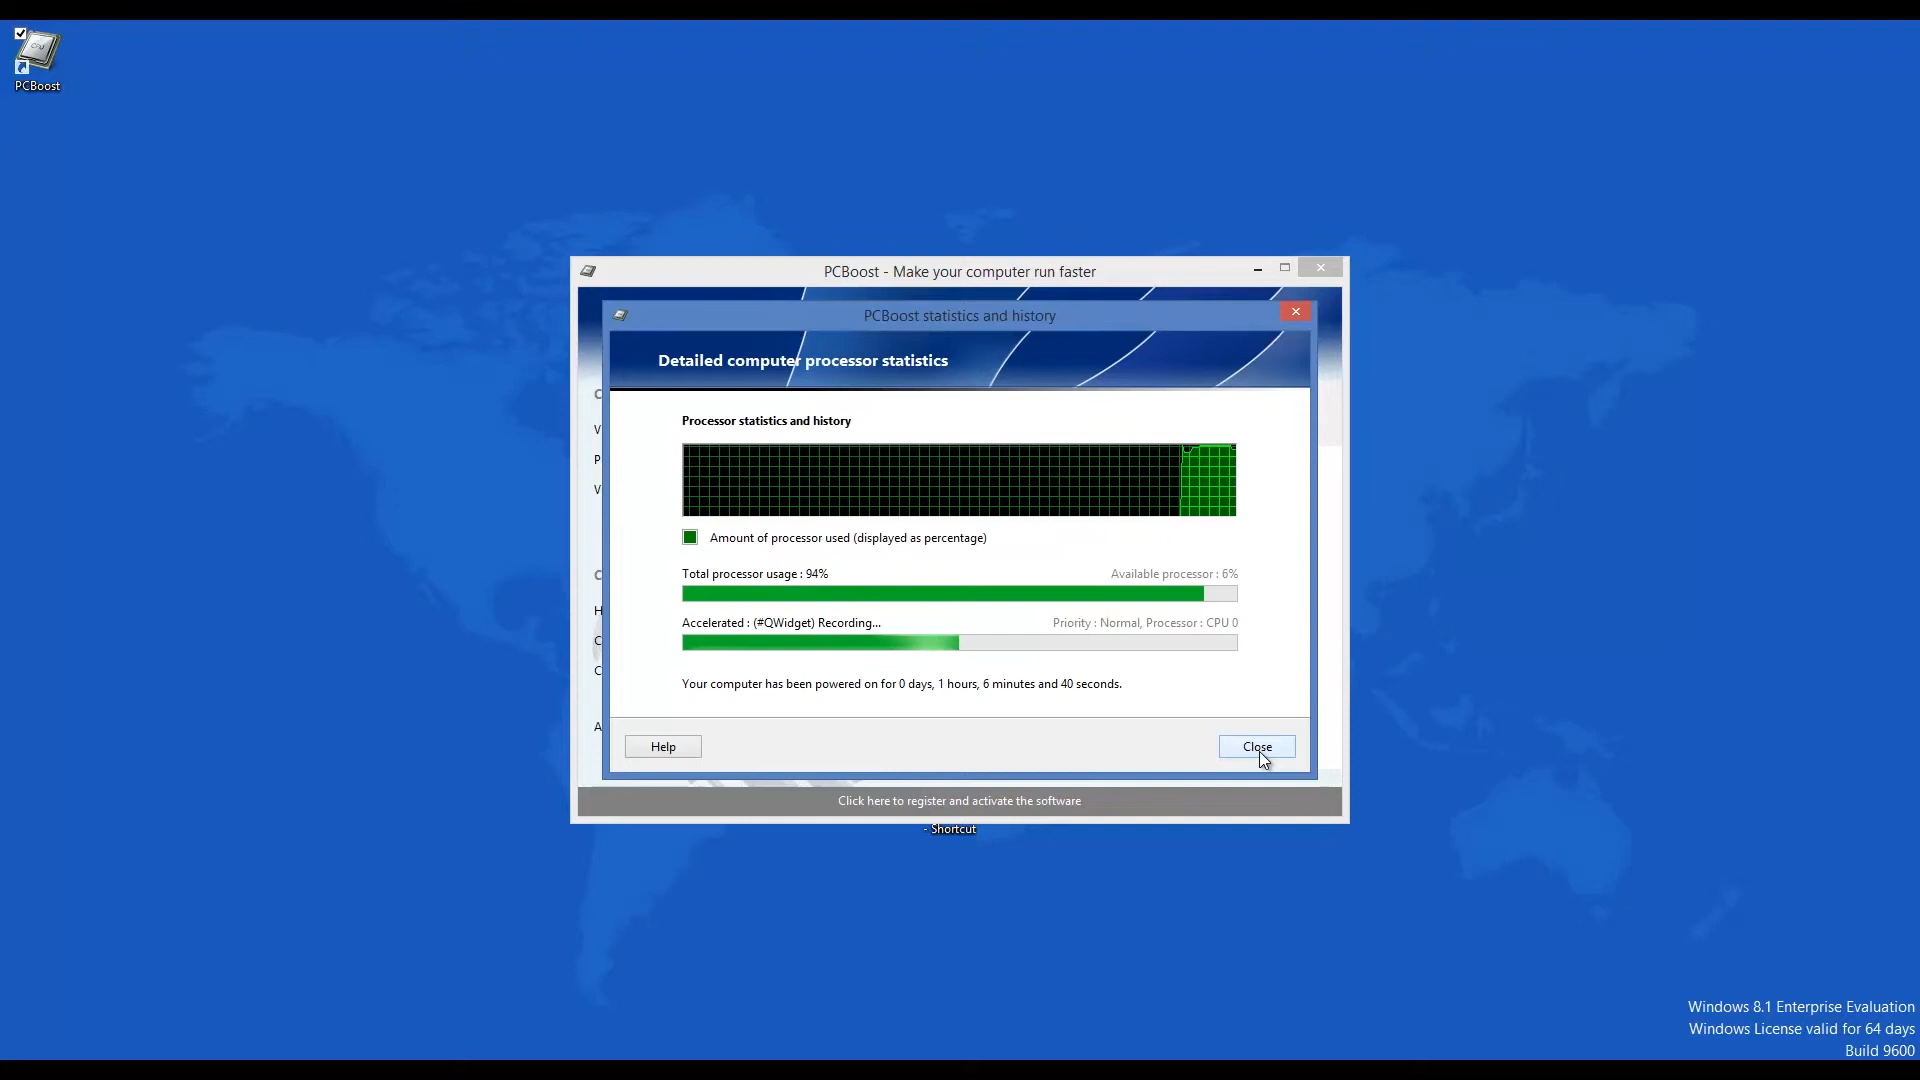 PCBoost
PCBoost - Make your computer run faster
PCBoost statistics and history
Detailed computer processor statistics
Processor statistics and history
Amount of processor used (displayed as percentage)
Total processor usage : 94%
Available processor : 6%
Accelerated : (#QWidget) Recording...
Priority : Normal, Processor : CPU 0
Your computer has been powered on for 0 days, 1 hours, 6 minutes and 40 seconds.
Help
Close
Click here to register and activate the software
- Shortcut
Windows 8.1 Enterprise Evaluation
Windows License valid for 64 days
Build 9600